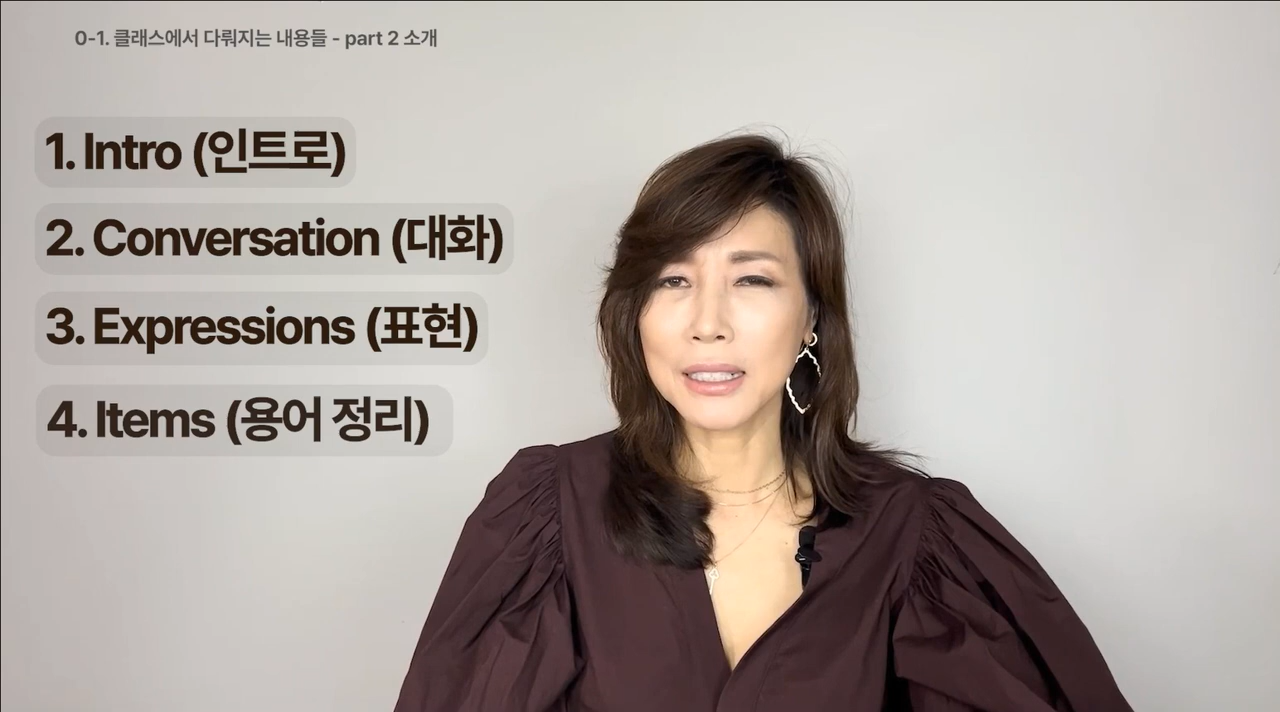 0-1. 클래스에서 다뤄지는 내용들 - part 2 소개
1. Intro (인트로)
2. Conversation (대화)
3. Expressions (표현)
4. Items (용어 정리)